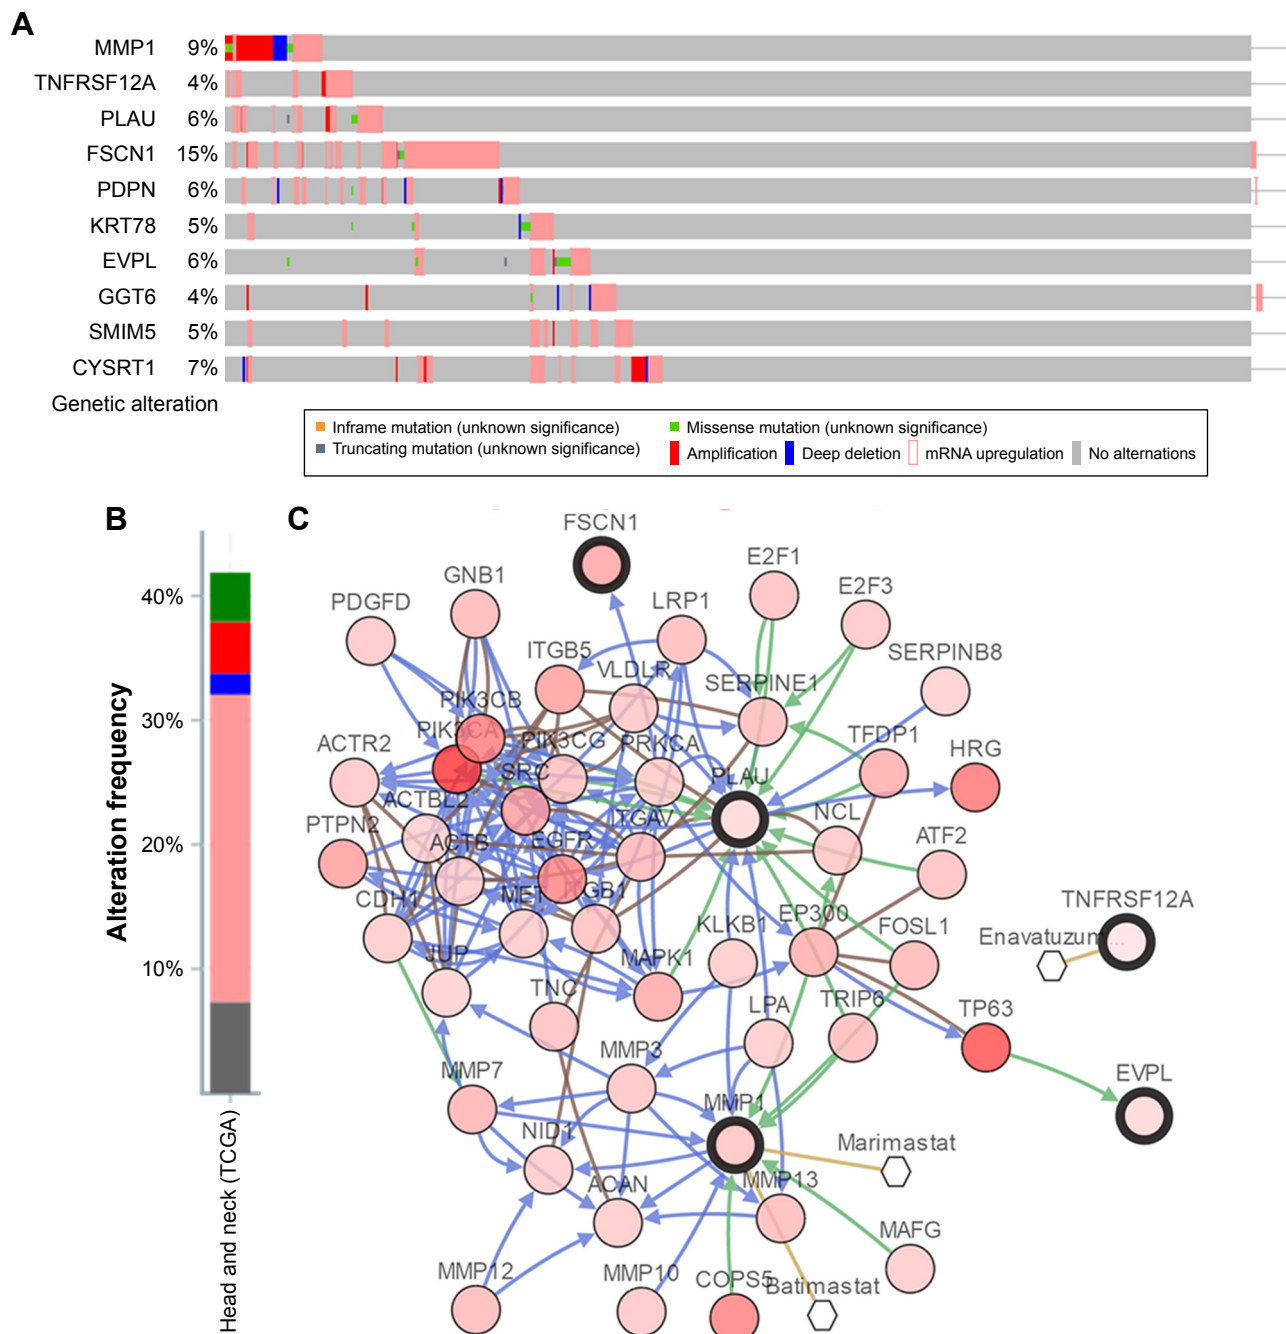 A
MMP1 9%
TNFRSF12A 4%
PLAU 6%
FSCN1 15%
PDPN 6%
KRT78 5%
EVPL 6%
GGT6 4%
SMIM5 5%
CYSRT1 7%
Genetic alteration
Inframe mutation (unknown significance)
Missense mutation (unknown significance)
Truncating mutation (unknown significance)
Amplification
Deep deletion
mRNA upregulation
No alternations
B
Alteration frequency
40%
30%
20%
10%
Head and neck (TCGA)
C
FSCN1
E2F1
GNB1
E2F3
PDGFD
LRP1
ITGB5
SERPINB8
VLDLR
SERPINE1
PIK3CB
PIK3CA
PIK3CG
PRKCA
TFDP1
ACTR2
HRG
SRC
PLAU
ACTBL2
ITGAV
NCL
PTPN2
ACTB
EGFR
ATF2
CDH1
MET
ITGB1
TNFRSF12A
KLKB1
EP300
FOSL1
Enavatuzum...
JUP
MAPK1
TNC
LPA
TRIP6
TP63
MMP3
MMP7
EVPL
MMP1
NID1
Marimastat
ACAN
MMP13
MAFG
MMP12
MMP10
COPS5
Batimastat